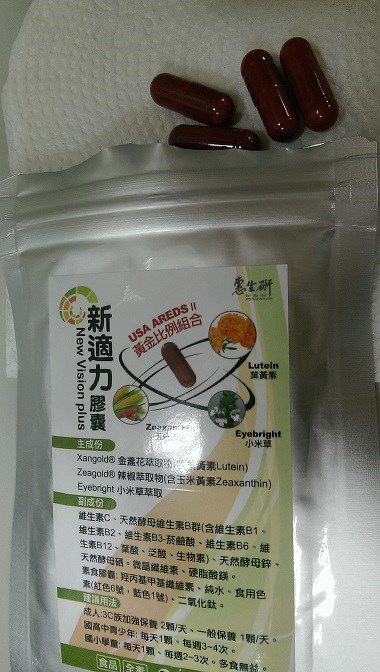 惠生研
新適力膠囊
New Vision plus
USA AREDS II
黃金比例組合
Lutein
葉黃素
Zeaxanthin
Eyebright
小米草
主成份
Xangold® 金盞花萃取物(含葉黃素Lutein)
Zeagold® 辣椒萃取物(含玉米黃素Zeaxanthin)
Eyebright 小米草萃取
副成份
維生素C、天然酵母維生素B群(含維生素B1、
維生素B2、維生素B3-菸鹼酸、維生素B6、維
生素B12、葉酸、泛酸、生物素)、天然酵母鋅、
天然酵母硒。微晶纖維素、硬脂酸鎂。
素食膠囊: 羥丙基甲基纖維素、純水、食用色
素(紅色6號，藍色1號)、二氧化鈦。
建議用法
成人:3C族加強保養 2顆/天、一般保養 1顆/天。
國高中青少年: 每天1顆、每週3~4次。
國小學童: 每天1顆、每週2~3次。多食無益。
食品 全素